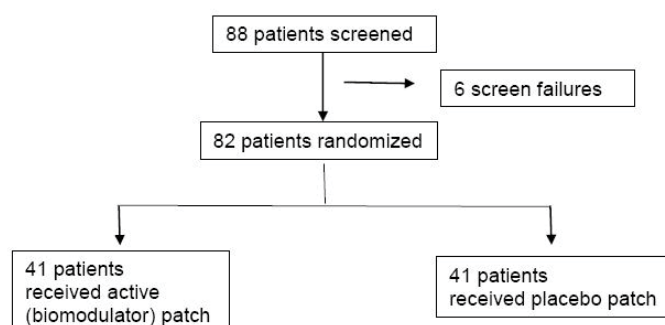 88 patients screened
6 screen failures
82 patients randomized
41 patients
received active
(biomodulator) patch
41 patients
received placebo patch